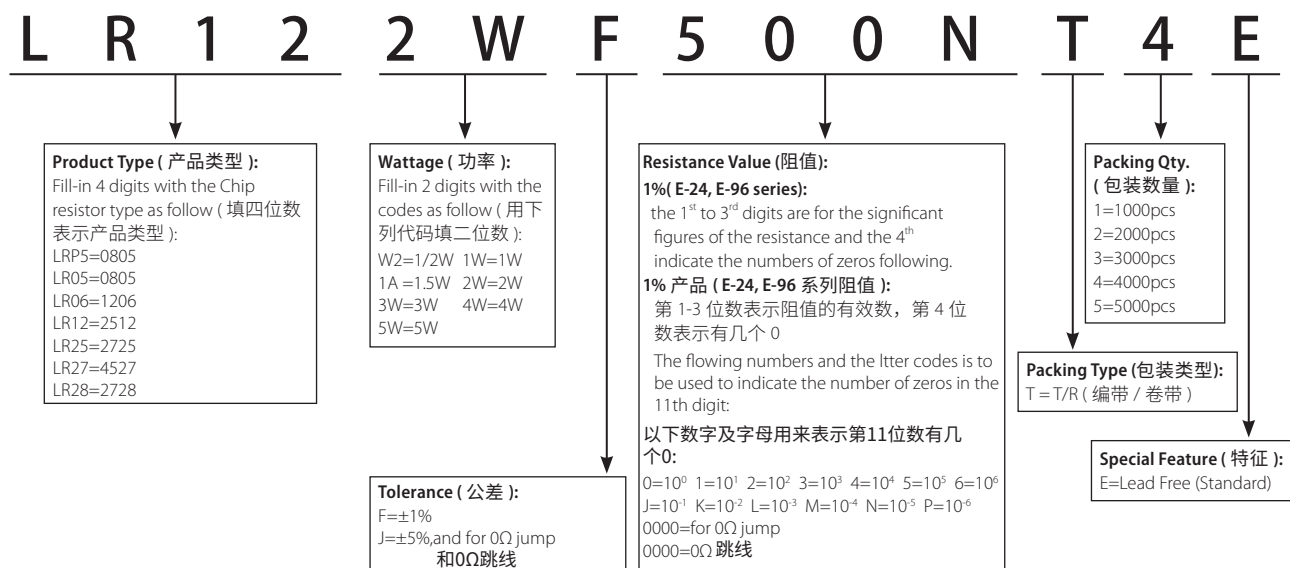 L R 1 2 2 W F 5 0 0 N T 4 E
Product Type ( 产品类型 ):
Fill-in 4 digits with the Chip
resistor type as follow ( 填四位数
表示产品类型 ):
LRP5=0805
LR05=0805
LR06=1206
LR12=2512
LR25=2725
LR27=4527
LR28=2728
Wattage ( 功率 ):
Fill-in 2 digits with the
codes as follow ( 用下
列代码填二位数 ):
W2=1/2W 1W=1W
1A =1.5W 2W=2W
3W=3W 4W=4W
5W=5W
Tolerance ( 公差 ):
F=±1%
J=±5%,and for 0Ω jump
和0Ω跳线
Resistance Value (阻值):
1%( E-24, E-96 series):
the 1st to 3rd digits are for the significant
figures of the resistance and the 4th
indicate the numbers of zeros following.
1% 产品 ( E-24, E-96 系列阻值 ):
第 1-3 位数表示阻值的有效数，第 4 位
数表示有几个 0
The flowing numbers and the ltter codes is to
be used to indicate the number of zeros in the
11th digit:
以下数字及字母用来表示第11位数有几
个0:
0=10⁰ 1=10¹ 2=10² 3=10³ 4=10⁴ 5=10⁵ 6=10⁶
J=10⁻¹ K=10⁻² L=10⁻³ M=10⁻⁴ N=10⁻⁵ P=10⁻⁶
0000=for 0Ω jump
0000=0Ω 跳线
Packing Type (包装类型):
T = T/R ( 编带 / 卷带 )
Packing Qty.
( 包装数量 ):
1=1000pcs
2=2000pcs
3=3000pcs
4=4000pcs
5=5000pcs
Special Feature ( 特征 ):
E=Lead Free (Standard)